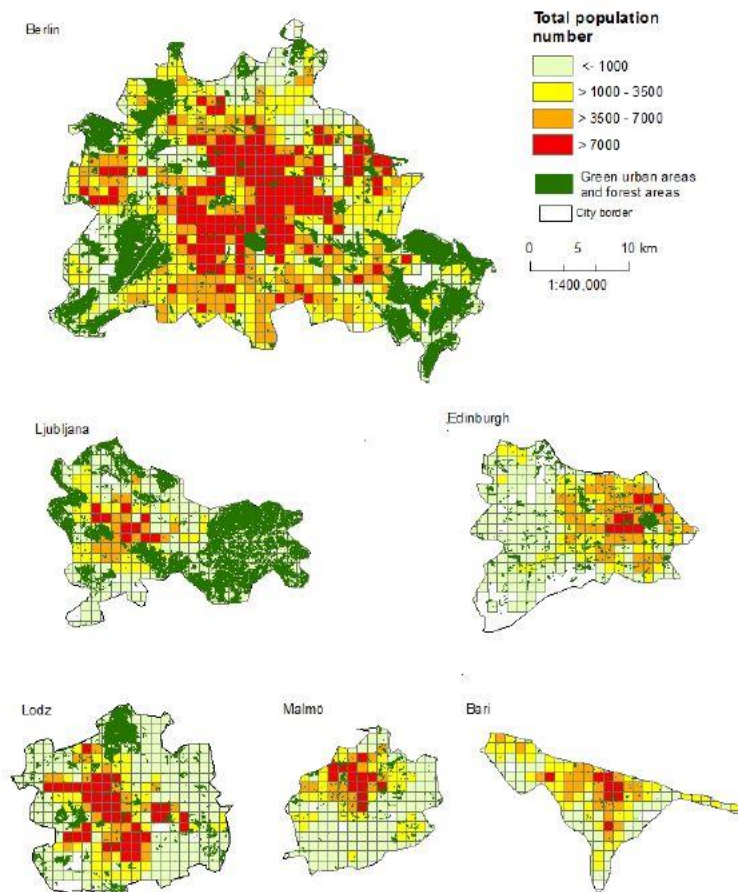 Berlin
Total population
number
<- 1000
> 1000 - 3500
> 3500 - 7000
> 7000
Green urban areas
and forest areas
City border
0 5 10 km
1:400,000
Ljubljana
Edinburgh
Lodz
Malmo
Bari